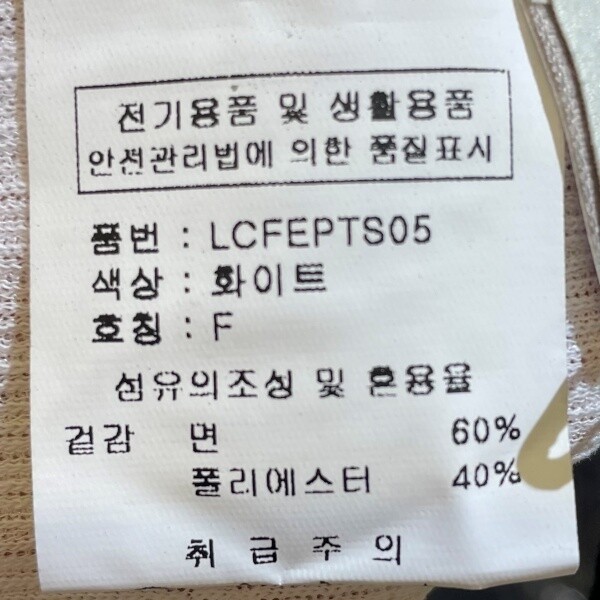 전기용품 및 생활용품
안전관리법에 의한 품질표시
품번 : LCFEPTS05
색상 : 화이트
호칭 : F
섬유의조성 및 혼용율
겉감 면 60%
폴리에스터 40%
취급주의